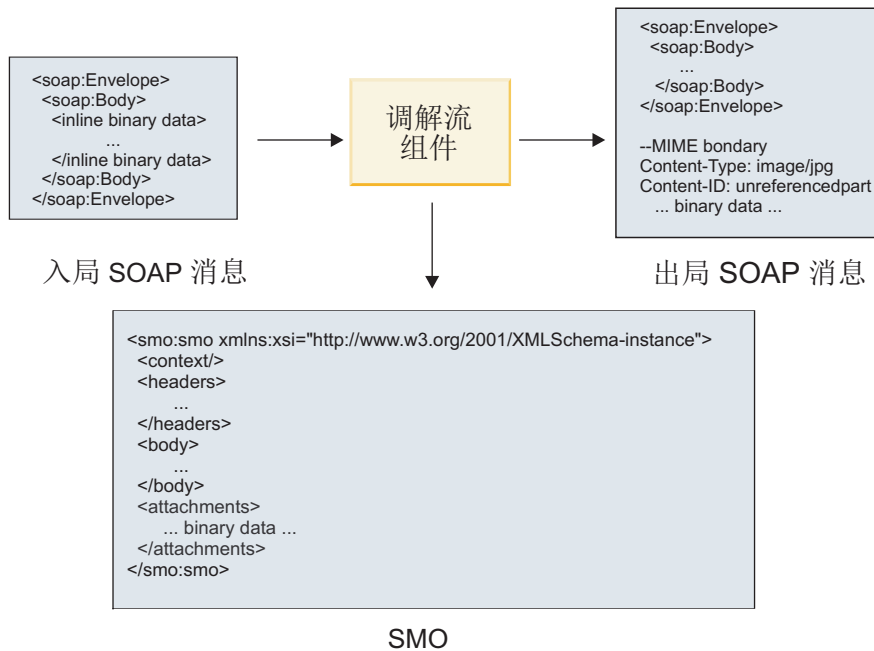 <soap:Envelope>
<soap:Body>
<inline binary data>
...
</inline binary data>
</soap:Body>
</soap:Envelope>
入局 SOAP 消息
调解流
组件
<soap:Envelope>
<soap:Body>
...
</soap:Body>
</soap:Envelope>
--MIME bondary
Content-Type: image/jpg
Content-ID: unreferencedpart
... binary data ...
出局 SOAP 消息
<smo:smo xmlns:xsi="http://www.w3.org/2001/XMLSchema-instance">
<context/>
<headers>
...
</headers>
<body>
...
</body>
<attachments>
... binary data ...
</attachments>
</smo:smo>
SMO